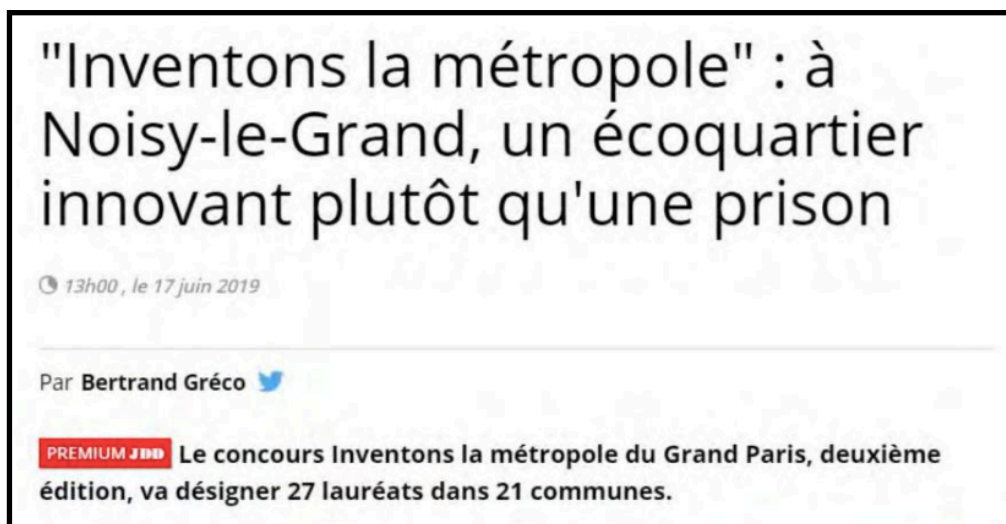 "Inventons la métropole" : à
Noisy-le-Grand, un écoquartier
innovant plutôt qu'une prison
13h00 , le 17 juin 2019
Par Bertrand Gréco
PREMIUM JDD Le concours Inventons la métropole du Grand Paris, deuxième
édition, va désigner 27 lauréats dans 21 communes.